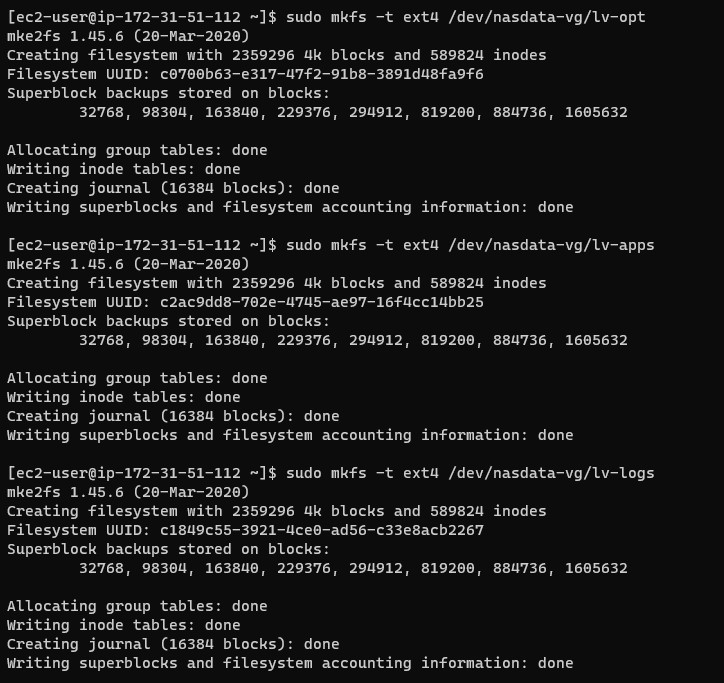 [ec2-user@ip-172-31-51-112 ~]$ sudo mkfs -t ext4 /dev/nasdata-vg/lv-opt
mke2fs 1.45.6 (20-Mar-2020)
Creating filesystem with 2359296 4k blocks and 589824 inodes
Filesystem UUID: c0700b63-e317-47f2-91b8-3891d48fa9f6
Superblock backups stored on blocks:
        32768, 98304, 163840, 229376, 294912, 819200, 884736, 1605632

Allocating group tables: done
Writing inode tables: done
Creating journal (16384 blocks): done
Writing superblocks and filesystem accounting information: done

[ec2-user@ip-172-31-51-112 ~]$ sudo mkfs -t ext4 /dev/nasdata-vg/lv-apps
mke2fs 1.45.6 (20-Mar-2020)
Creating filesystem with 2359296 4k blocks and 589824 inodes
Filesystem UUID: c2ac9dd8-702e-4745-ae97-16f4cc14bb25
Superblock backups stored on blocks:
        32768, 98304, 163840, 229376, 294912, 819200, 884736, 1605632

Allocating group tables: done
Writing inode tables: done
Creating journal (16384 blocks): done
Writing superblocks and filesystem accounting information: done

[ec2-user@ip-172-31-51-112 ~]$ sudo mkfs -t ext4 /dev/nasdata-vg/lv-logs
mke2fs 1.45.6 (20-Mar-2020)
Creating filesystem with 2359296 4k blocks and 589824 inodes
Filesystem UUID: c1849c55-3921-4ce0-ad56-c33e8acb2267
Superblock backups stored on blocks:
        32768, 98304, 163840, 229376, 294912, 819200, 884736, 1605632

Allocating group tables: done
Writing inode tables: done
Creating journal (16384 blocks): done
Writing superblocks and filesystem accounting information: done